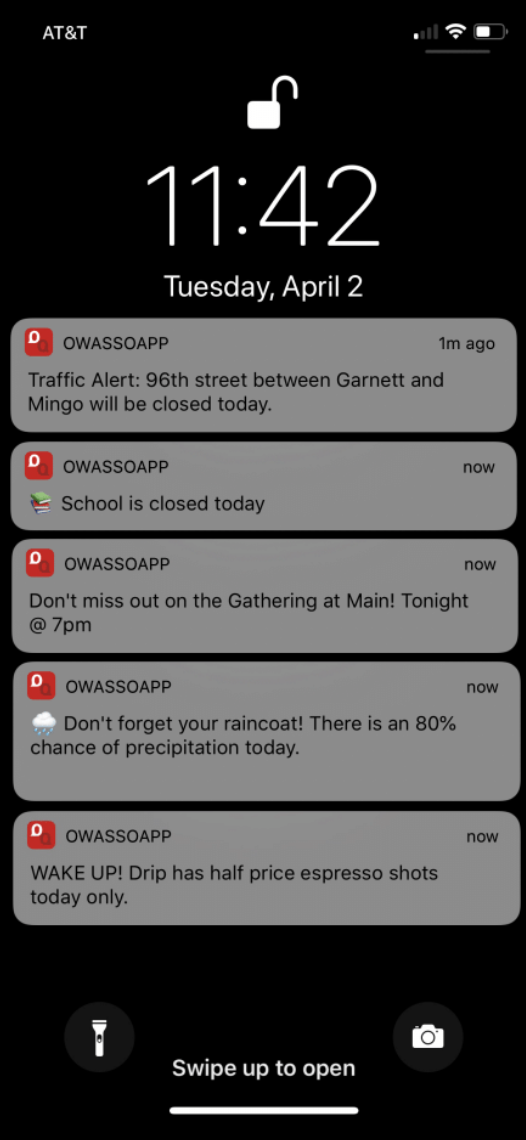 AT&T
11:42
Tuesday, April 2
OWASSOAPP 1m ago
Traffic Alert: 96th street between Garnett and
Mingo will be closed today.
OWASSOAPP now
📚 School is closed today
OWASSOAPP now
Don't miss out on the Gathering at Main! Tonight
@ 7pm
OWASSOAPP now
🌧️ Don't forget your raincoat! There is an 80%
chance of precipitation today.
OWASSOAPP now
WAKE UP! Drip has half price espresso shots
today only.
Swipe up to open